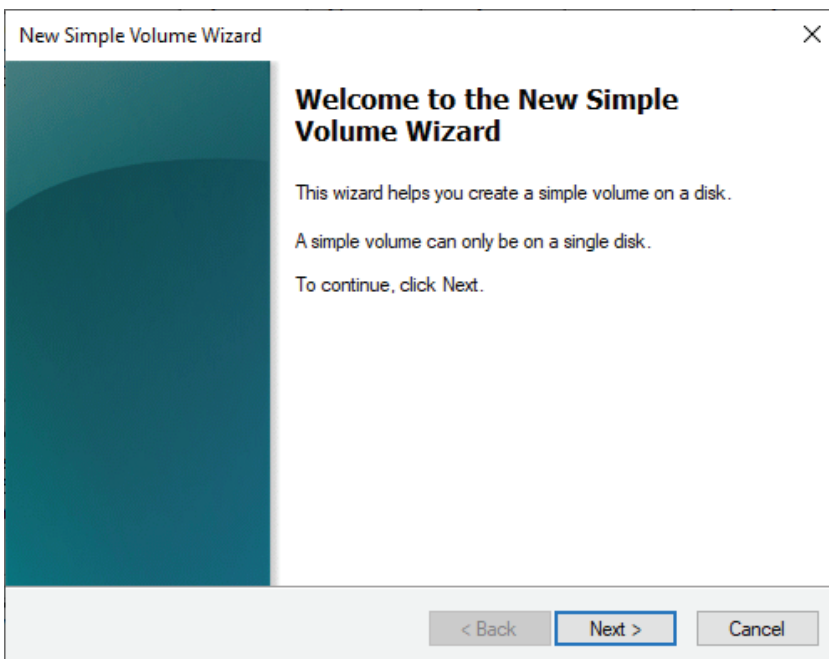 New Simple Volume Wizard
Welcome to the New Simple
Volume Wizard
This wizard helps you create a simple volume on a disk.
A simple volume can only be on a single disk.
To continue, click Next.
< Back
Next >
Cancel